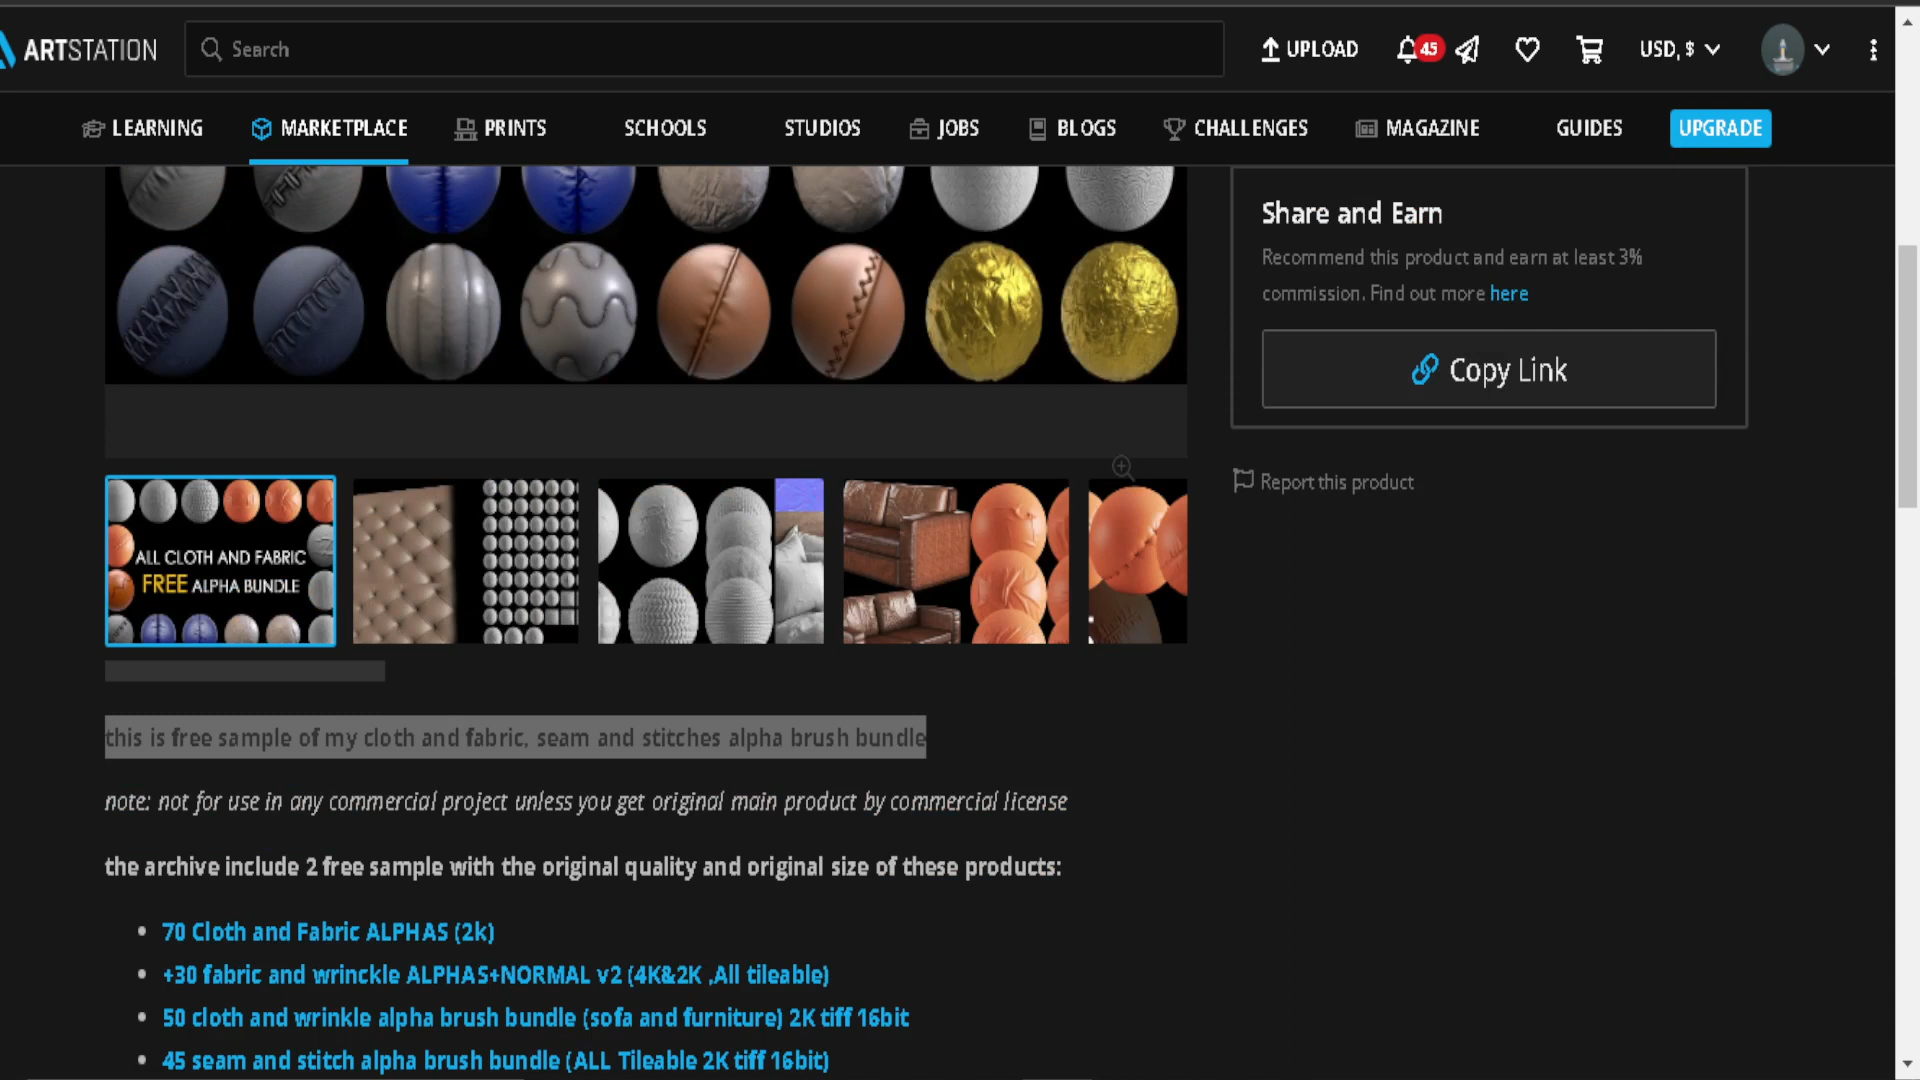 ARTSTATION
Search
UPLOAD
45
USD, $
LEARNING
MARKETPLACE
PRINTS
SCHOOLS
STUDIOS
JOBS
BLOGS
CHALLENGES
MAGAZINE
GUIDES
UPGRADE
Share and Earn
Recommend this product and earn at least 3%
commission. Find out more here
Copy Link
Report this product
ALL CLOTH AND FABRIC
FREE ALPHA BUNDLE
this is free sample of my cloth and fabric, seam and stitches alpha brush bundle
note: not for use in any commercial project unless you get original main product by commercial license
the archive include 2 free sample with the original quality and original size of these products:
• 70 Cloth and Fabric ALPHAS (2k)
• +30 fabric and wrinckle ALPHAS+NORMAL v2 (4K&2K ,All tileable)
• 50 cloth and wrinkle alpha brush bundle (sofa and furniture) 2K tiff 16bit
• 45 seam and stitch alpha brush bundle (ALL Tileable 2K tiff 16bit)